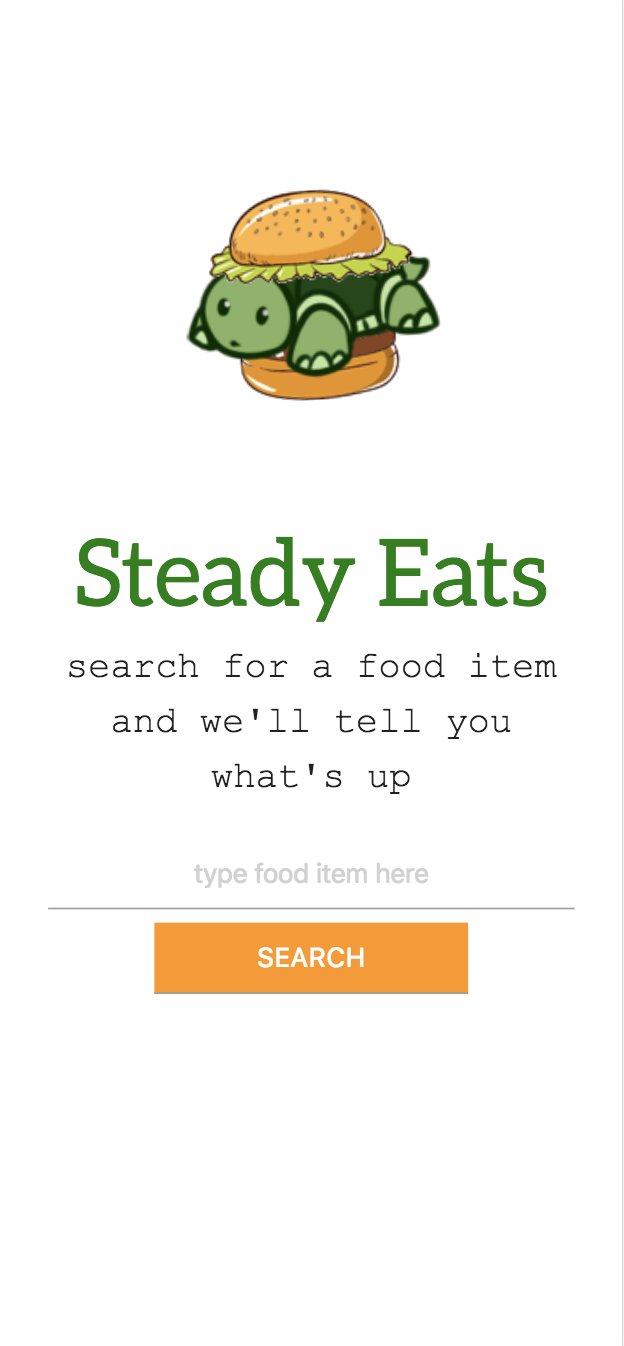 Steady Eats
search for a food item
and we'll tell you
what's up
type food item here
SEARCH